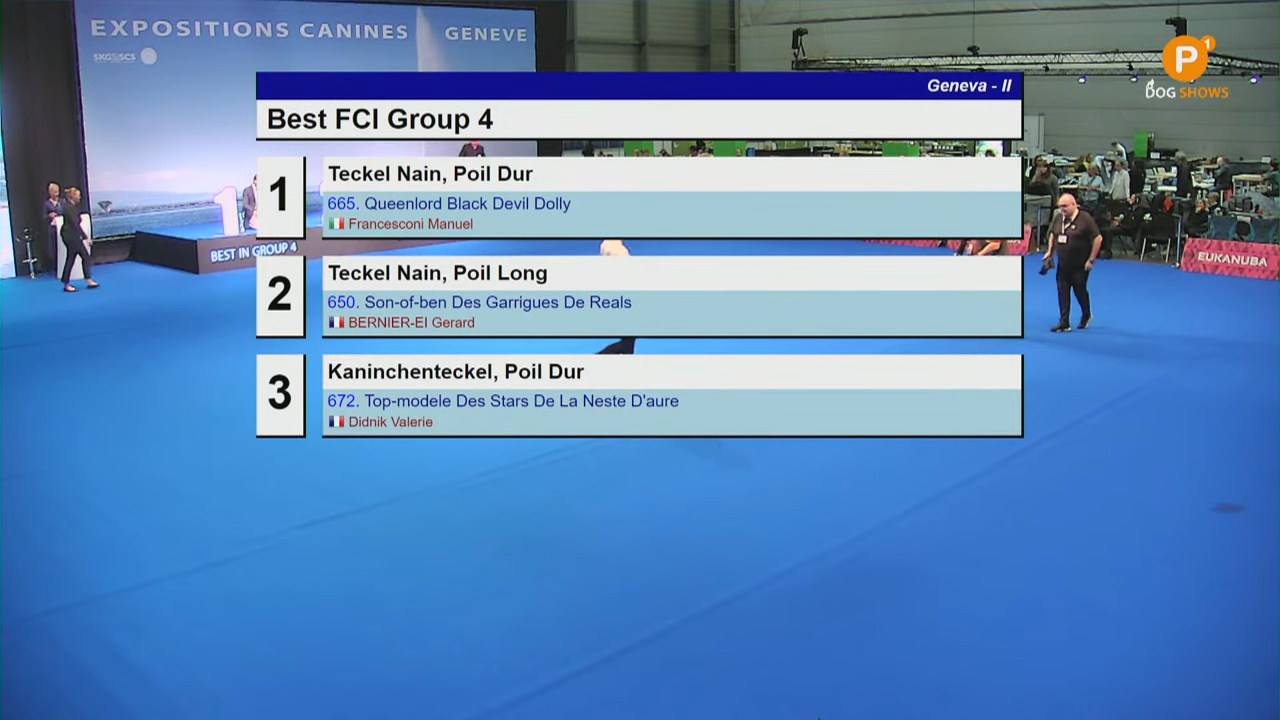 EXPOSITIONS CANINES GENEVE
SKG SCS
P1
DOG SHOWS
Geneva - II
Best FCI Group 4
1
Teckel Nain, Poil Dur
665. Queenlord Black Devil Dolly
Francesconi Manuel
1
BEST IN GROUP 4
2
Teckel Nain, Poil Long
650. Son-of-ben Des Garrigues De Reals
BERNIER-EI Gerard
EUKANUBA
3
Kaninchenteckel, Poil Dur
672. Top-modele Des Stars De La Neste D'aure
Didnik Valerie